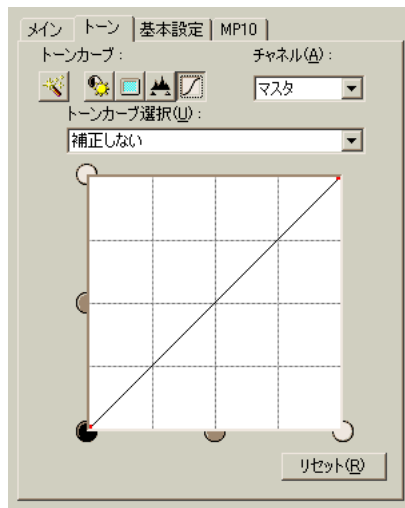 メイン トーン 基本設定 MP10
トーンカーブ: チャネル(A):
マスタ
トーンカーブ選択(U):
補正しない
リセット(R)